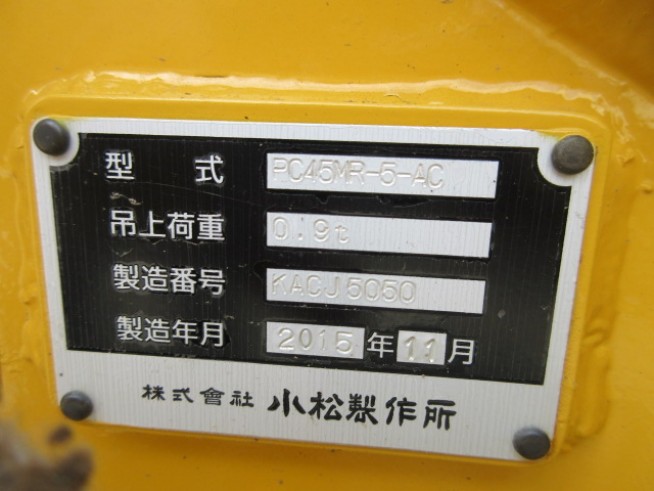 型 式 PC45MR-5-AC
吊上荷重 0.9t
製造番号 KACJ5050
製造年月 2015年11月
株式會社 小松製作所